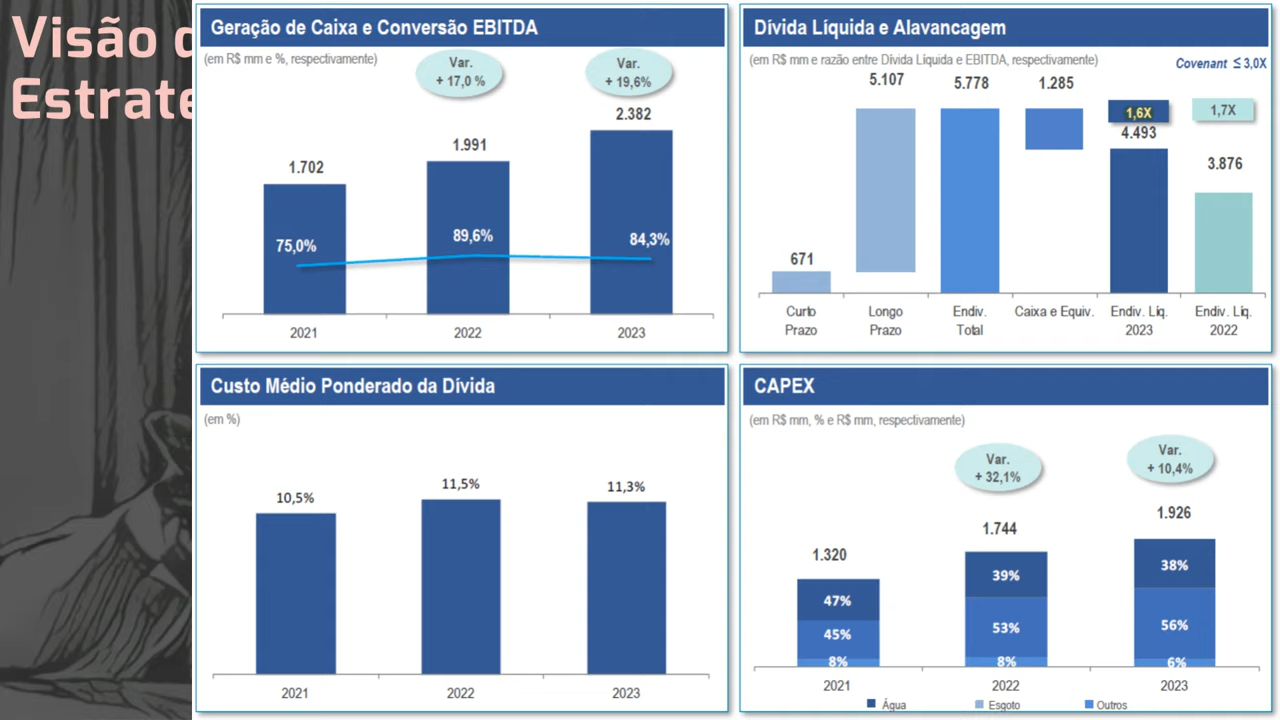 Visão
Estrate
Geração de Caixa e Conversão EBITDA
(em R$ mm e %, respectivamente)
Var.
+ 17,0 %
Var.
+ 19,6%
1.702
1.991
2.382
75,0%
89,6%
84,3%
2021
2022
2023
Dívida Líquida e Alavancagem
(em R$ mm e razão entre Dívida Líquida e EBITDA, respectivamente)
Covenant ≤ 3,0X
671
5.107
5.778
1.285
1,6X
4.493
1,7X
3.876
Curto
Prazo
Longo
Prazo
Endiv.
Total
Caixa e Equiv.
Endiv. Líq.
2023
Endiv. Líq.
2022
Custo Médio Ponderado da Dívida
(em %)
10,5%
11,5%
11,3%
2021
2022
2023
CAPEX
(em R$ mm, % e R$ mm, respectivamente)
Var.
+ 32,1%
Var.
+ 10,4%
1.320
1.744
1.926
47%
39%
38%
45%
53%
56%
8%
8%
6%
2021
2022
2023
Água
Esgoto
Outros